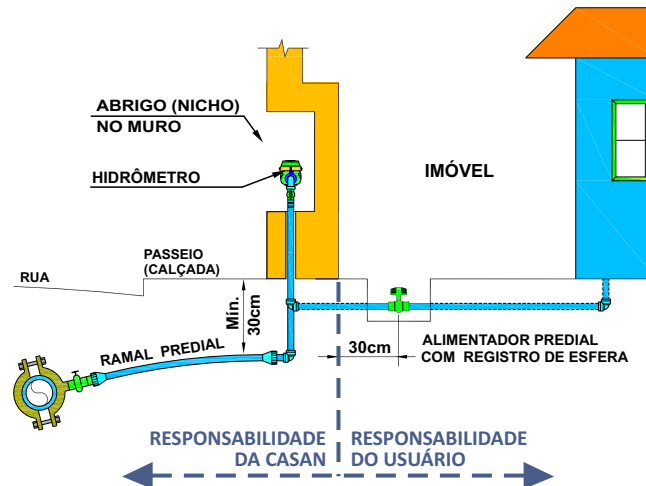 ABRIGO (NICHO)
NO MURO
HIDRÔMETRO
IMÓVEL
PASSEIO
(CALÇADA)
RUA
Mín.
30cm
RAMAL PREDIAL
30cm
ALIMENTADOR PREDIAL
COM REGISTRO DE ESFERA
RESPONSABILIDADE
DA CASAN
RESPONSABILIDADE
DO USUÁRIO